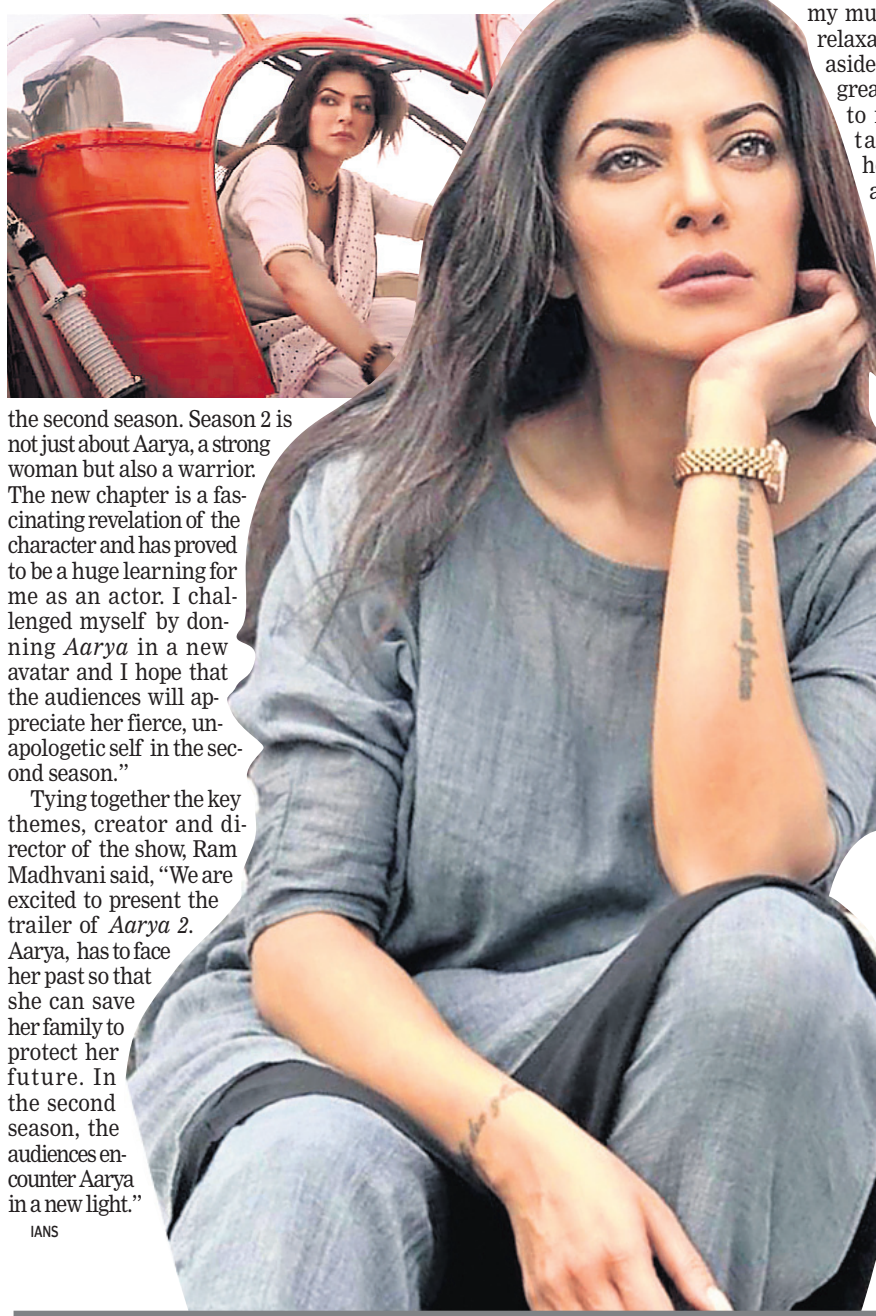 the second season. Season 2 is
not just about Aarya, a strong
woman but also a warrior.
The new chapter is a fas-
cinating revelation of the
character and has proved
to be a huge learning for
me as an actor. I chal-
lenged myself by don-
ning Aarya in a new
avatar and I hope that
the audiences will ap-
preciate her fierce, un-
apologetic self in the sec-
ond season.”
Tying together the key
themes, creator and di-
rector of the show, Ram
Madhvani said, “We are
excited to present the
trailer of Aarya 2.
Aarya, has to face
her past so that
she can save
her family to
protect her
future. In
the second
season, the
audiences en-
counter Aarya
in a new light.”
IANS
my mu
relaxa
aside
grea
to
ta
h
a